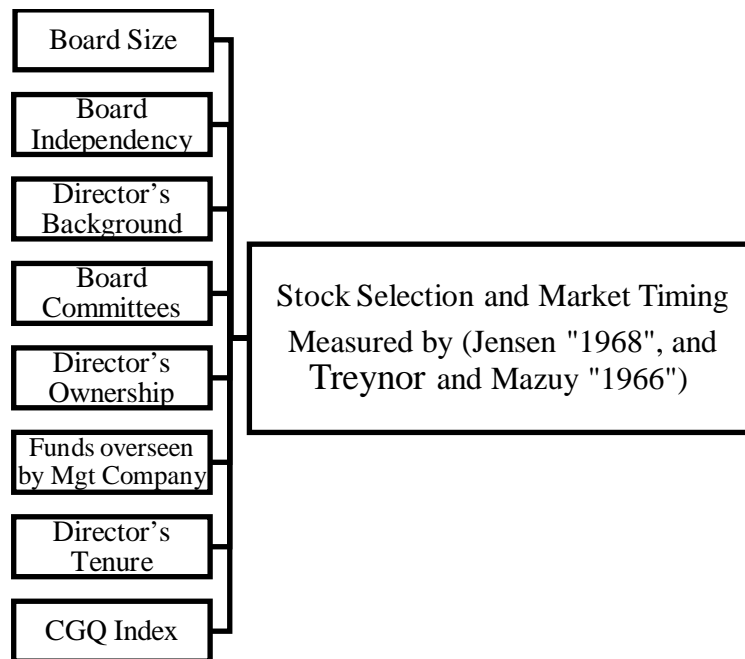 Board Size
Board
Independency
Director’s
Background
Board
Committees
Director’s
Ownership
Funds overseen
by Mgt Company
Director’s
Tenure
CGQ Index
Stock Selection and Market Timing
Measured by (Jensen "1968", and
Treynor and Mazuy "1966")